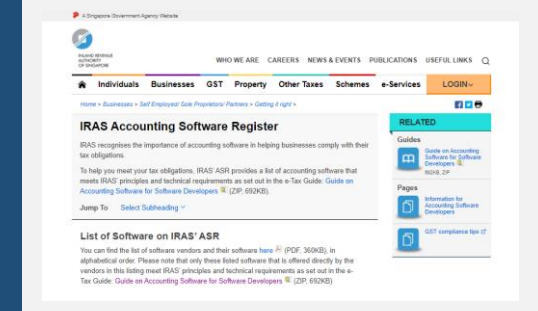 A Singapore Government Agency Website
INLAND REVENUE
AUTHORITY
OF SINGAPORE
WHO WE ARE CAREERS NEWS & EVENTS PUBLICATIONS USEFUL LINKS
Individuals Businesses GST Property Other Taxes Schemes e-Services LOGIN
Home » Businesses » Self Employed/ Sole Proprietors/ Partners » Getting it right »
IRAS Accounting Software Register
IRAS recognises the importance of accounting software in helping businesses comply with their
tax obligations.
To help you meet your tax obligations, IRAS' ASR provides a list of accounting software that
meets IRAS' principles and technical requirements as set out in the e-Tax Guide: Guide on
Accounting Software for Software Developers (ZIP, 692KB).
Jump To Select Subheading
List of Software on IRAS' ASR
You can find the list of software vendors and their software here (PDF, 360KB), in
alphabetical order. Please note that only these listed software that is offered directly by the
vendors in this listing meet IRAS' principles and technical requirements as set out in the e-
Tax Guide: Guide on Accounting Software for Software Developers (ZIP, 692KB)
RELATED
Guides
Guide on Accounting
Software for Software
Developers
692KB, ZIP
Pages
Information for
Accounting Software
Developers
GST compliance tips